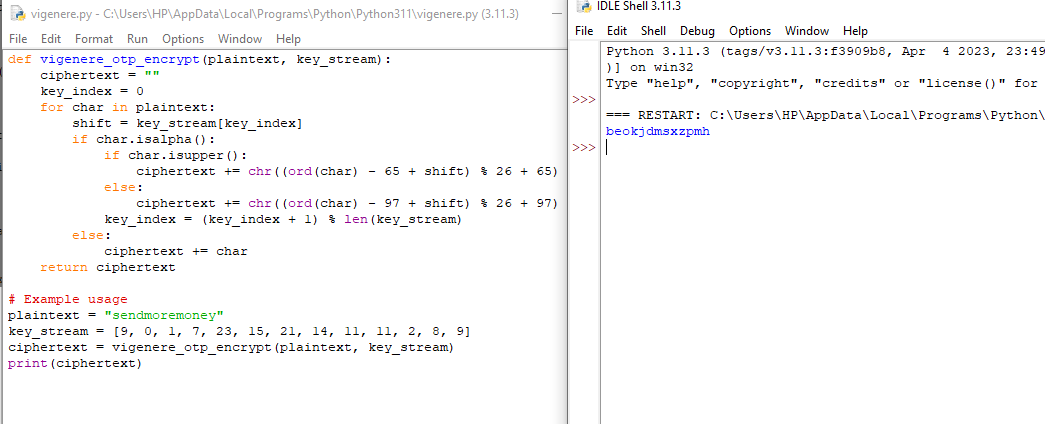 vigenere.py - C:\Users\HP\AppData\Local\Programs\Python\Python311\vigenere.py (3.11.3)
File Edit Format Run Options Window Help
def vigenere_otp_encrypt(plaintext, key_stream):
    ciphertext = ""
    key_index = 0
    for char in plaintext:
        shift = key_stream[key_index]
        if char.isalpha():
            if char.isupper():
                ciphertext += chr((ord(char) - 65 + shift) % 26 + 65)
            else:
                ciphertext += chr((ord(char) - 97 + shift) % 26 + 97)
            key_index = (key_index + 1) % len(key_stream)
        else:
            ciphertext += char
    return ciphertext

# Example usage
plaintext = "sendmoremoney"
key_stream = [9, 0, 1, 7, 23, 15, 21, 14, 11, 11, 2, 8, 9]
ciphertext = vigenere_otp_encrypt(plaintext, key_stream)
print(ciphertext)
IDLE Shell 3.11.3
File Edit Shell Debug Options Window Help
Python 3.11.3 (tags/v3.11.3:f3909b8, Apr  4 2023, 23:49
)] on win32
Type "help", "copyright", "credits" or "license()" for
>>>
=== RESTART: C:\Users\HP\AppData\Local\Programs\Python\
beokjdmsxzpmh
>>>